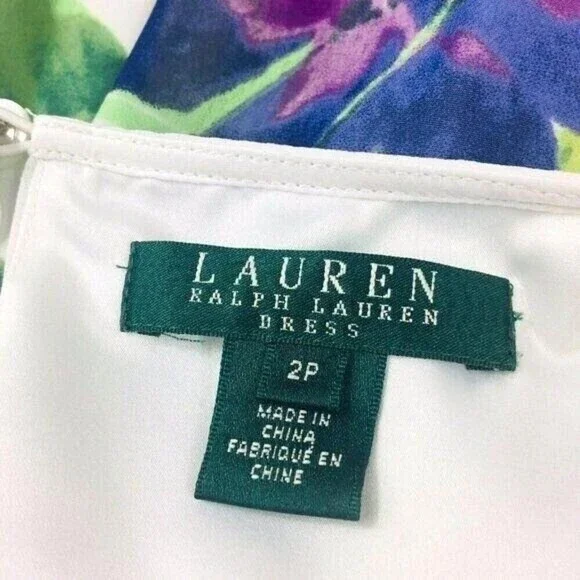 LAUREN
RALPH LAUREN
DRESS
2P
MADE IN
CHINA
FABRIQUÉ EN
CHINE